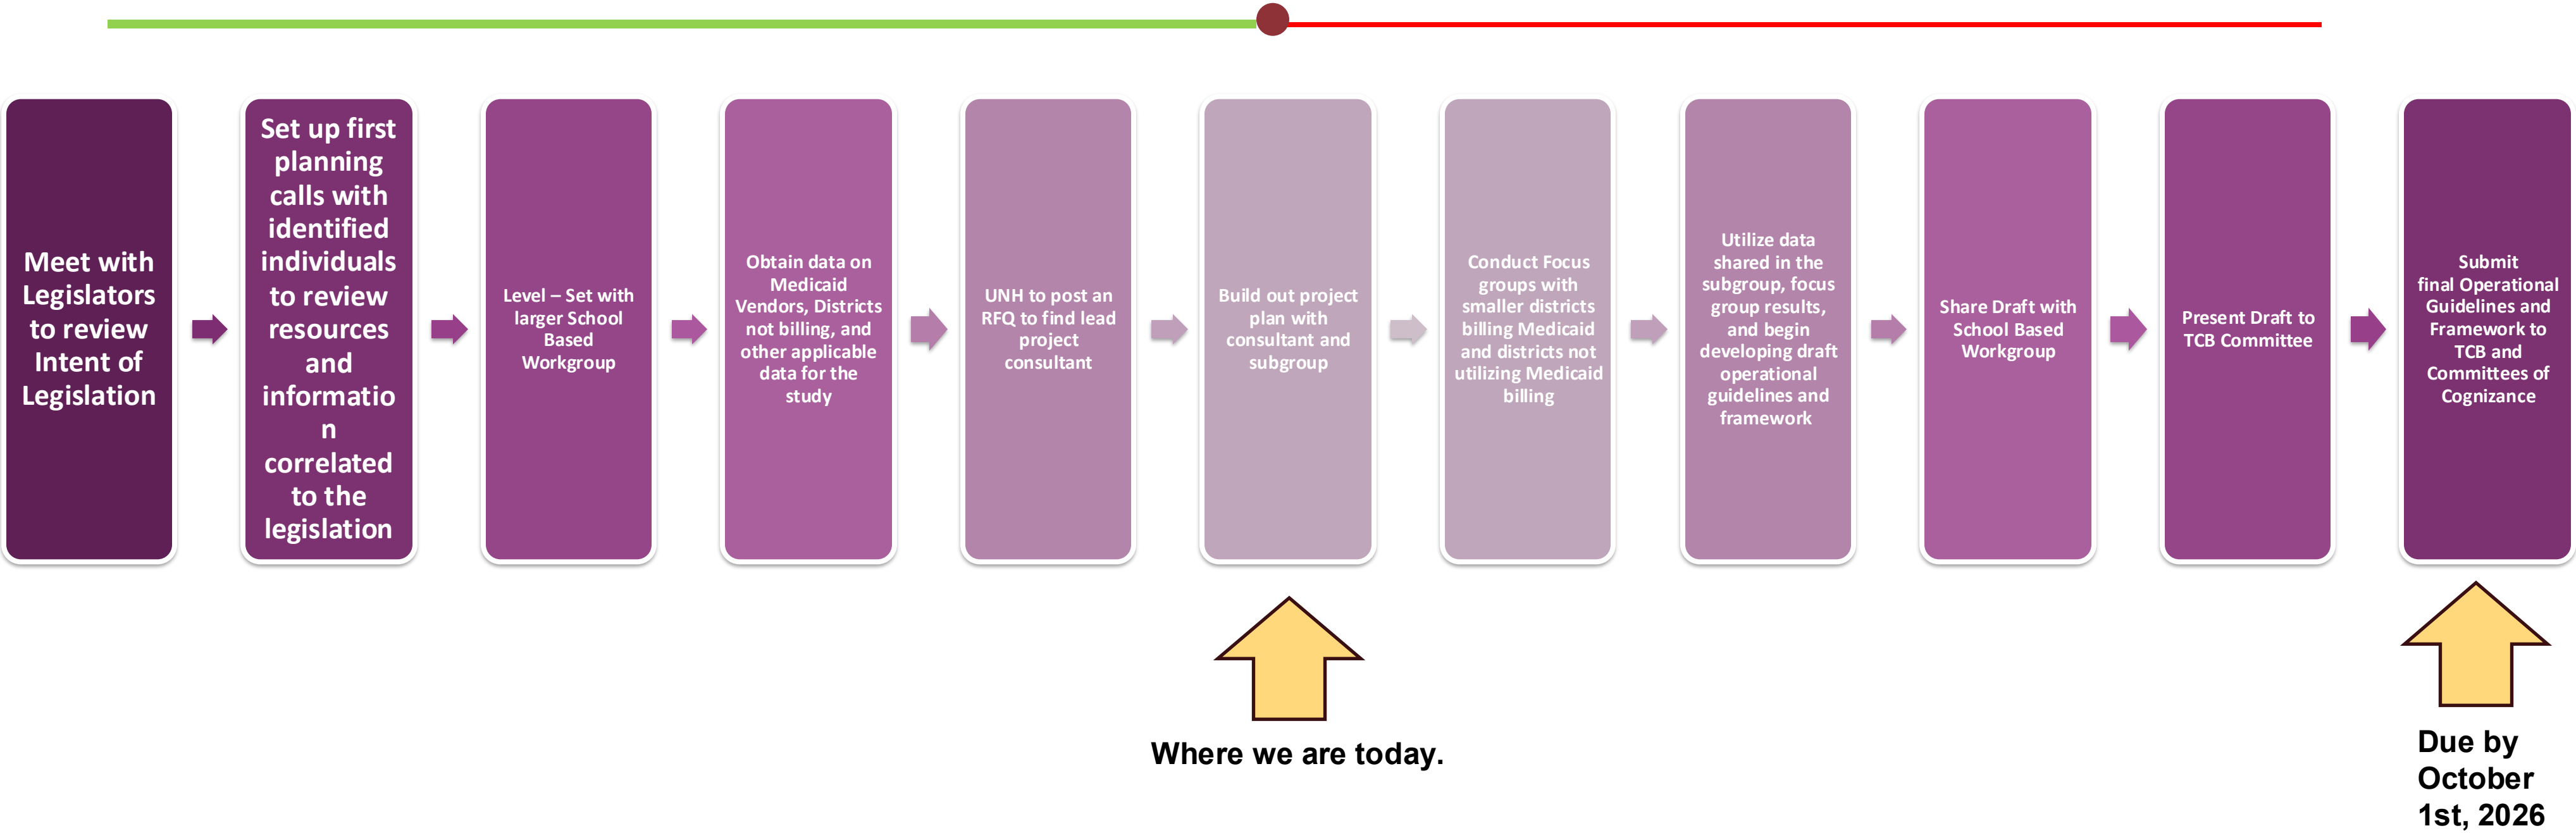 Meet with
Legislators
to review
Intent of
Legislation
Set up first
planning
calls with
identified
individuals
to review
resources
and
informatio
n
correlated
to the
legislation
Level – Set with
larger School
Based
Workgroup
Obtain data on
Medicaid
Vendors, Districts
not billing, and
other applicable
data for the
study
UNH to post an
RFQ to find lead
project
consultant
Build out project
plan with
consultant and
subgroup
Conduct Focus
groups with
smaller districts
billing Medicaid
and districts not
utilizing Medicaid
billing
Utilize data
shared in the
subgroup, focus
group results,
and begin
developing draft
operational
guidelines and
framework
Share Draft with
School Based
Workgroup
Present Draft to
TCB Committee
Submit
final Operational
Guidelines and
Framework to
TCB and
Committees of
Cognizance
Where we are today.
Due by
October
1st, 2026